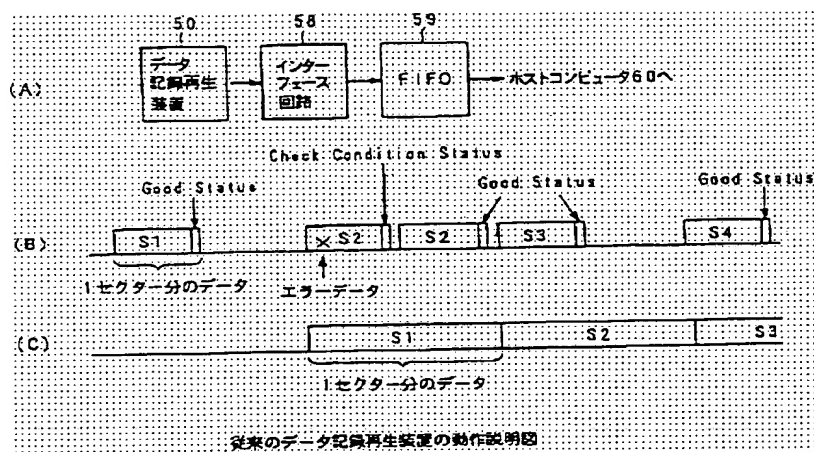 50 58 59
(A)
データ
記録再生
装置
インター
フェース
回路
FIFO
ホストコンピュータ60へ
Check Condition Status
Good Status Good Status Good Status
(B)
S1 × S2 S2 S3 S4
1セクター分のデータ
エラーデータ
(C)
S1 S2 S3
1セクター分のデータ
従来のデータ記録再生装置の動作説明図